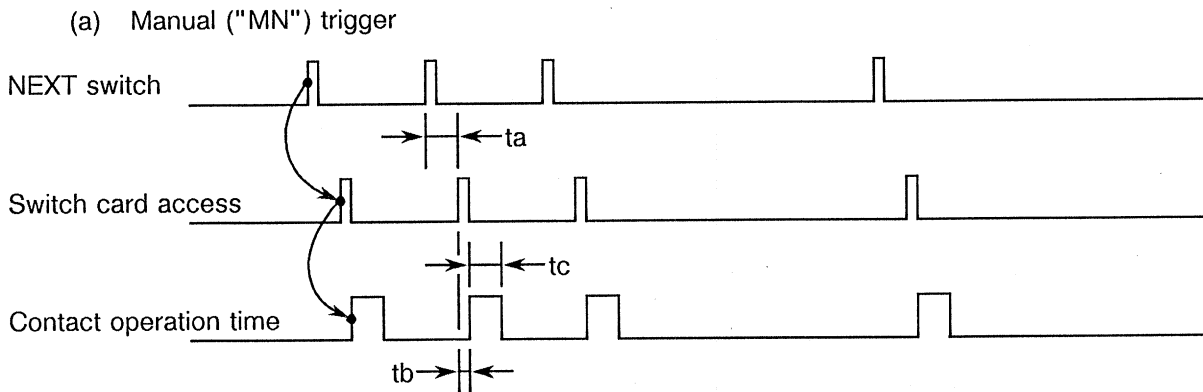 (a) Manual ("MN") trigger
NEXT switch
ta
Switch card access
tc
Contact operation time
tb